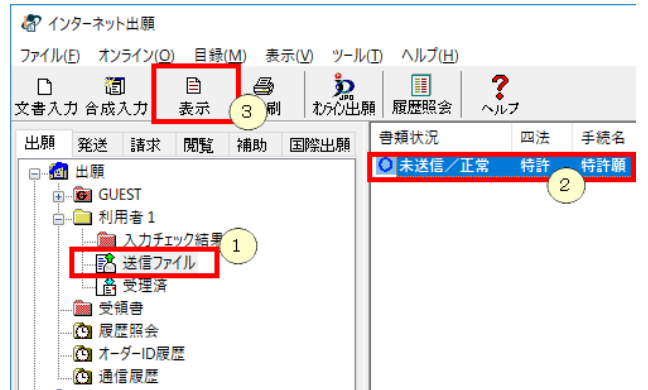 インターネット出願
ファイル(F) オンライン(O) 目録(M) 表示(V) ツール(T) ヘルプ(H)
文書入力 合成入力 表示 3 刷 オンライン出願 履歴照会 ヘルプ
出願 発送 請求 閲覧 補助 国際出願
書類状況 四法 手続名
未送信／正常 特許 特許願
2
出願
GUEST
利用者1
入力チェック結果
1
送信ファイル
受理済
受領書
履歴照会
オーダーID履歴
通信履歴